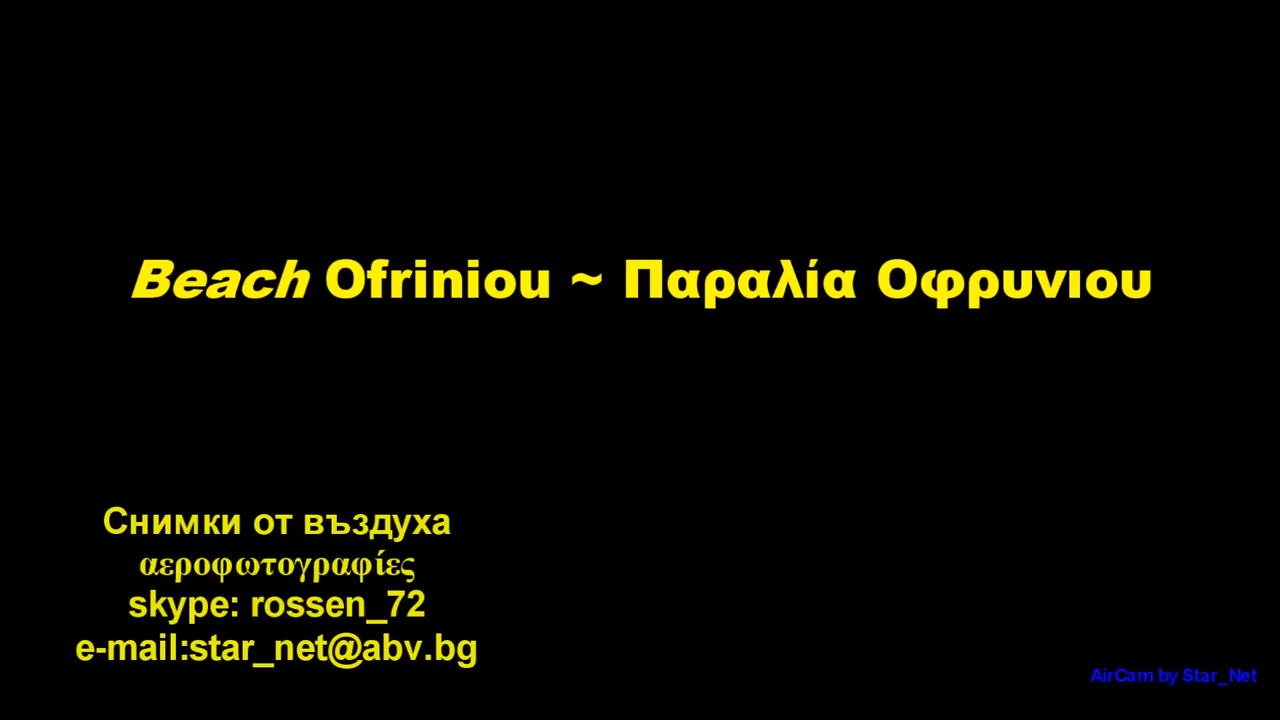 Beach Ofriniou ~ Παραλία Οφρυνιου
Снимки от въздуха
αεροφωτογραφίες
skype: rossen_72
e-mail:star_net@abv.bg
AirCam by Star_Net